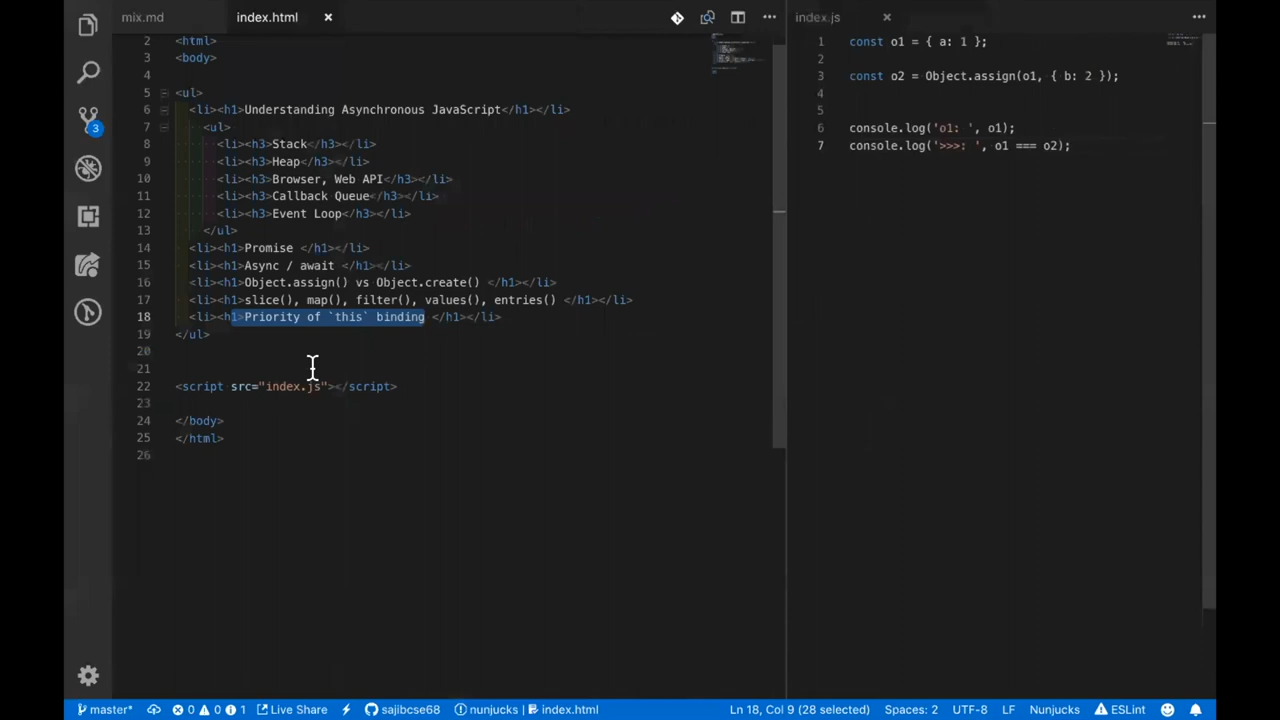 mix.md
index.html
index.js
2 <html>
3 <body>
4
5 <ul>
6 <li><h1>Understanding Asynchronous JavaScript</h1></li>
7 <ul>
8 <li><h3>Stack</h3></li>
9 <li><h3>Heap</h3></li>
10 <li><h3>Browser, Web API</h3></li>
11 <li><h3>Callback Queue</h3></li>
12 <li><h3>Event Loop</h3></li>
13 </ul>
14 <li><h1>Promise </h1></li>
15 <li><h1>Async / await </h1></li>
16 <li><h1>Object.assign() vs Object.create() </h1></li>
17 <li><h1>slice(), map(), filter(), values(), entries() </h1></li>
18 <li><h1>Priority of `this` binding </h1></li>
19 </ul>
20
21
22 <script src="index.js"></script>
23
24 </body>
25 </html>
26
1 const o1 = { a: 1 };
2
3 const o2 = Object.assign(o1, { b: 2 });
4
5
6 console.log('o1: ', o1);
7 console.log('>>>: ', o1 === o2);
3
master* 0 0 1 Live Share sajibcse68 nunjucks | index.html Ln 18, Col 9 (28 selected) Spaces: 2 UTF-8 LF Nunjucks ESLint